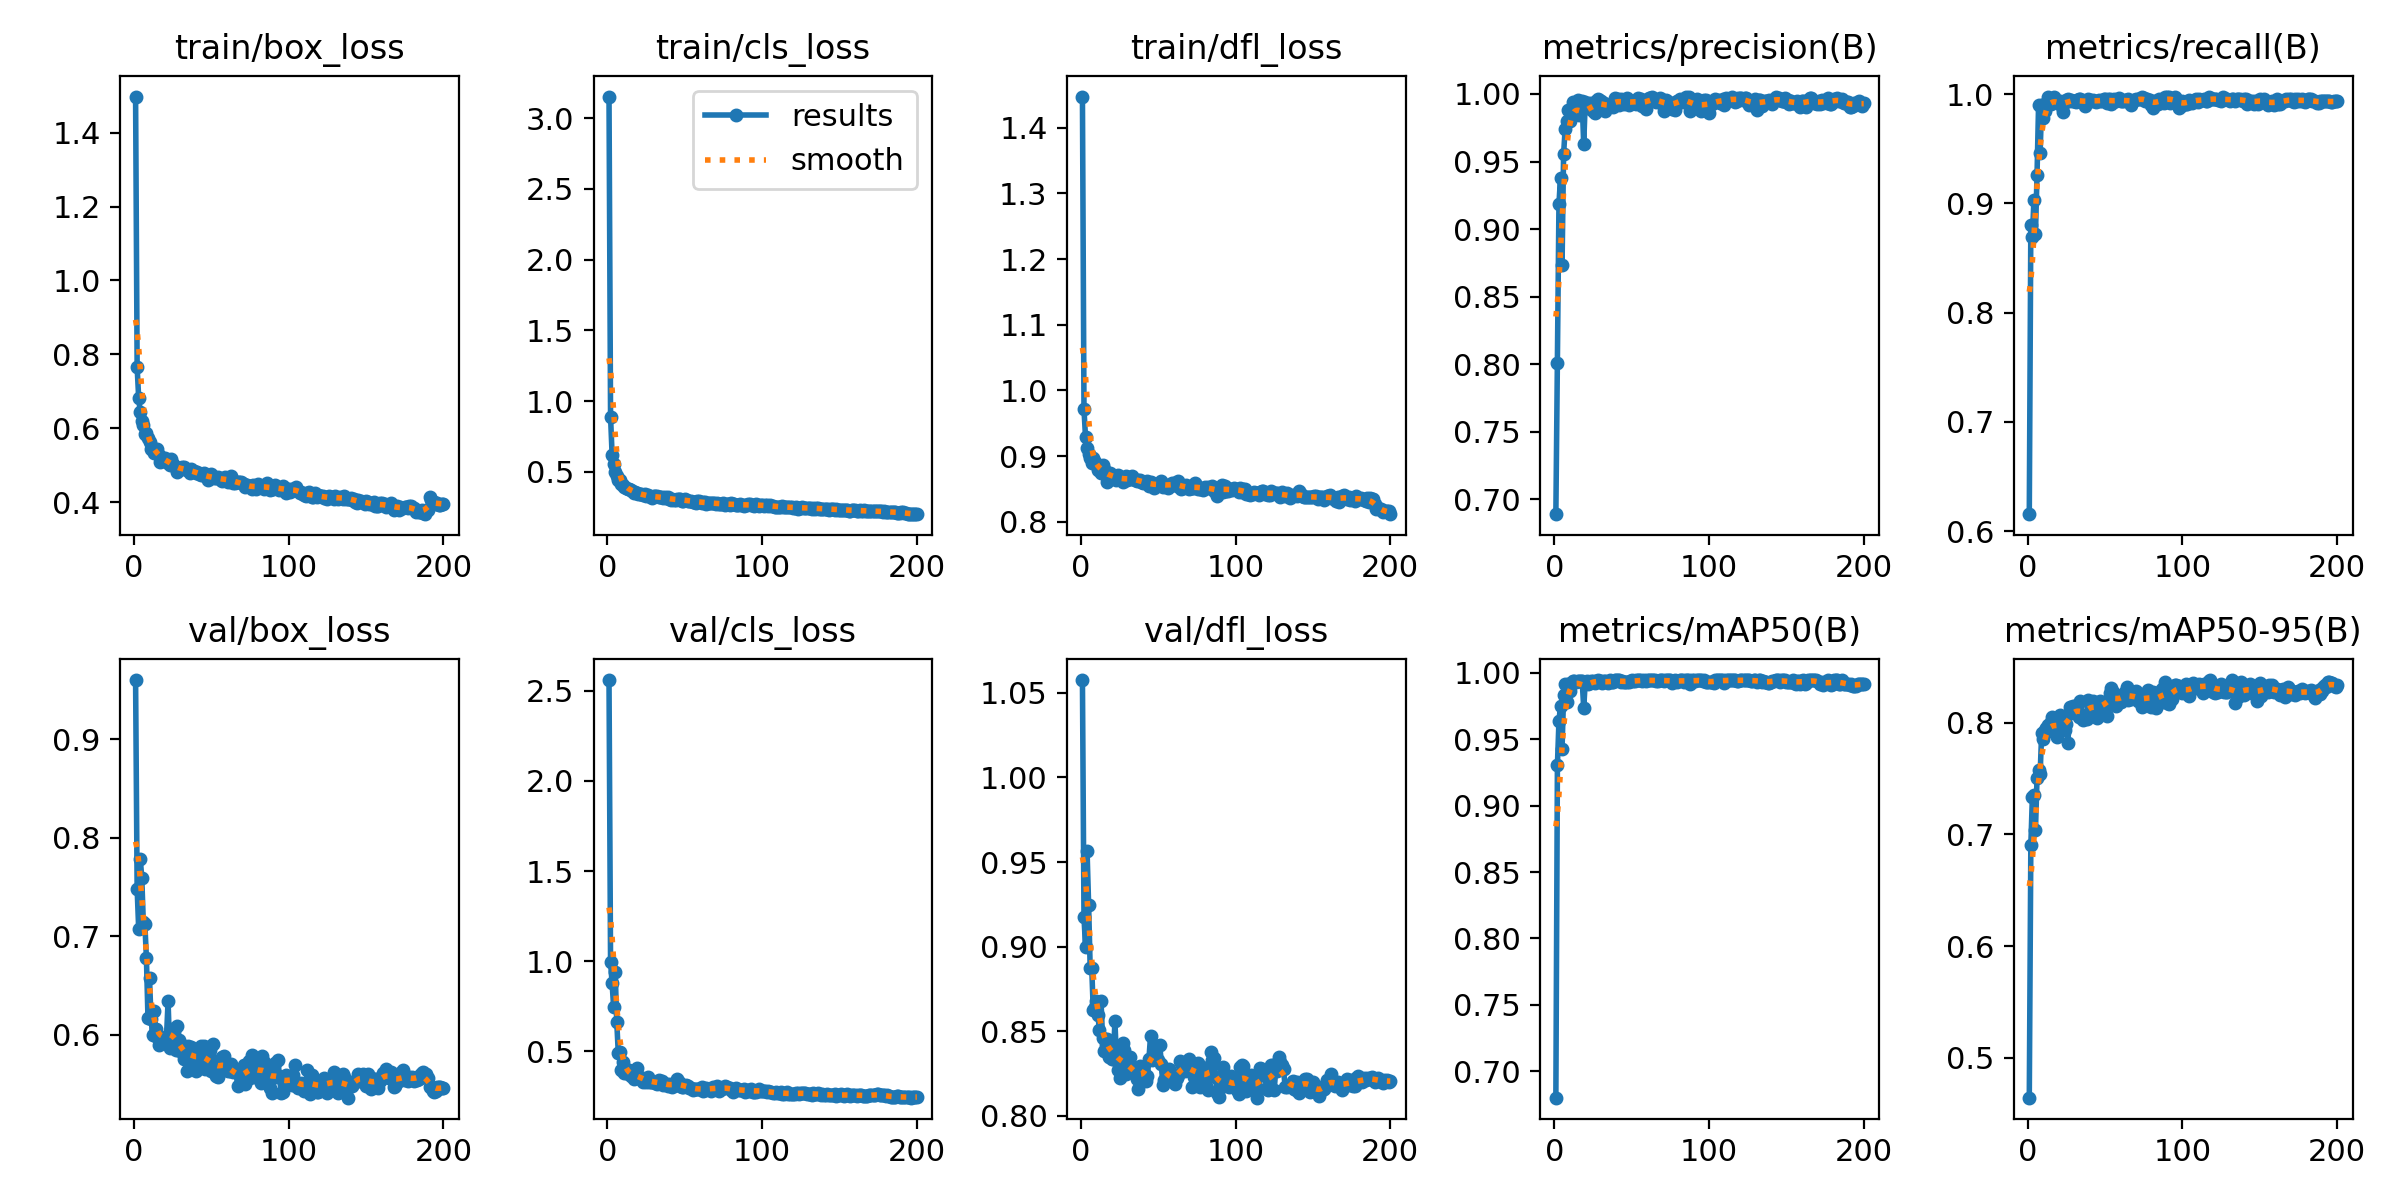 train/box_loss
train/cls_loss
train/dfl_loss
metrics/precision(B)
metrics/recall(B)
1.4
1.2
1.0
0.8
0.6
0.4
0 100 200
results
smooth
3.0
2.5
2.0
1.5
1.0
0.5
0 100 200
1.4
1.3
1.2
1.1
1.0
0.9
0.8
0 100 200
1.00
0.95
0.90
0.85
0.80
0.75
0.70
0 100 200
1.0
0.9
0.8
0.7
0.6
0 100 200
val/box_loss
val/cls_loss
val/dfl_loss
metrics/mAP50(B)
metrics/mAP50-95(B)
0.9
0.8
0.7
0.6
0 100 200
2.5
2.0
1.5
1.0
0.5
0 100 200
1.05
1.00
0.95
0.90
0.85
0.80
0 100 200
1.00
0.95
0.90
0.85
0.80
0.75
0.70
0 100 200
0.8
0.7
0.6
0.5
0 100 200